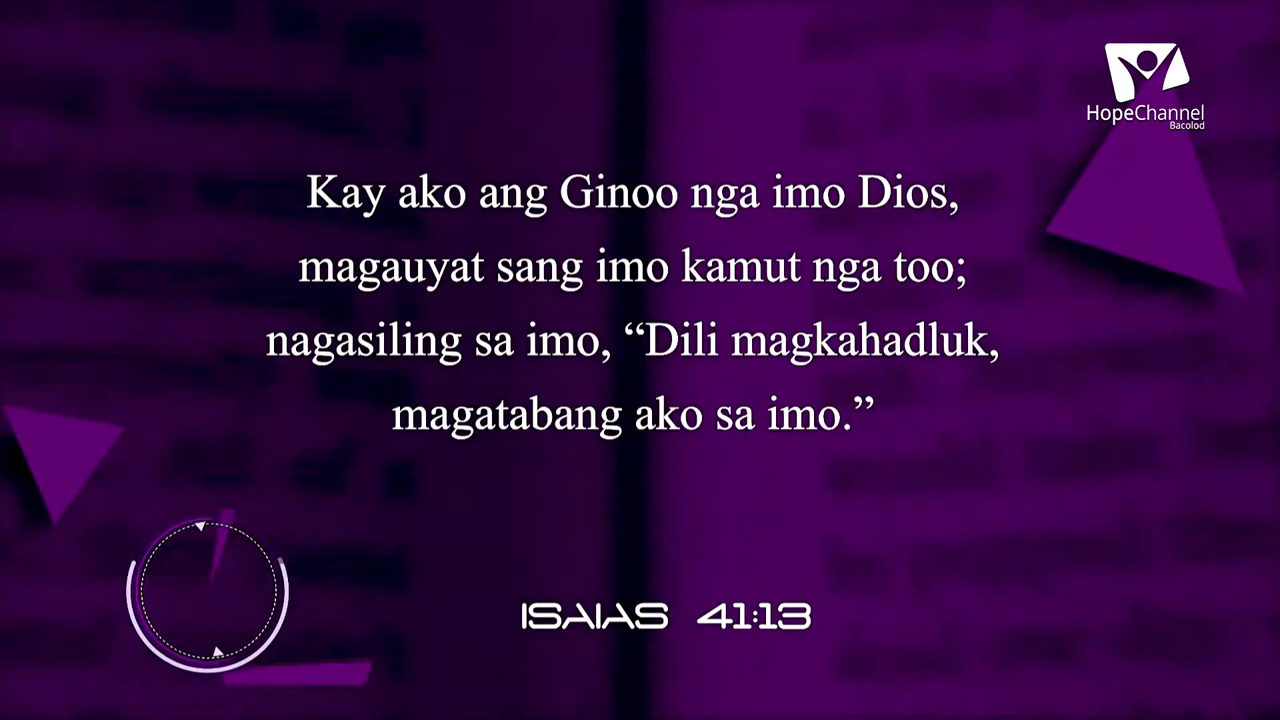 HopeChannel
Bacolod
Kay ako ang Ginoo nga imo Dios,
magauyat sang imo kamut nga too;
nagasiling sa imo, “Dili magkahadluk,
magatabang ako sa imo.”
ISAIAS 41:13